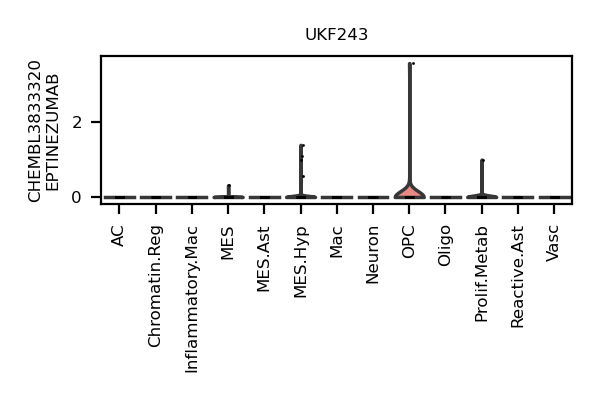 UKF243
CHEMBL3833320
EPTINEZUMAB
2
0
AC
Chromatin.Reg
Inflammatory.Mac
MES
MES.Ast
MES.Hyp
Mac
Neuron
OPC
Oligo
Prolif.Metab
Reactive.Ast
Vasc